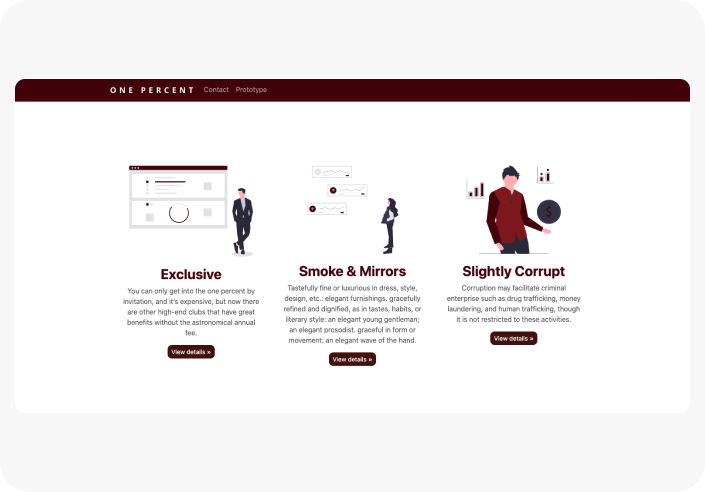 ONE PERCENT Contact Prototype
Exclusive
You can only get into the one percent by
invitation, and it's expensive, but now there
are other high-end clubs that have great
benefits without the astronomical annual
fee.
View details »
Smoke & Mirrors
Tastefully fine or luxurious in dress, style,
design, etc.: elegant furnishings. gracefully
refined and dignified, as in tastes, habits, or
literary style: an elegant young gentleman;
an elegant prosodist. graceful in form or
movement: an elegant wave of the hand.
View details »
$
Slightly Corrupt
Corruption may facilitate criminal
enterprise such as drug trafficking, money
laundering, and human trafficking, though
it is not restricted to these activities.
View details »